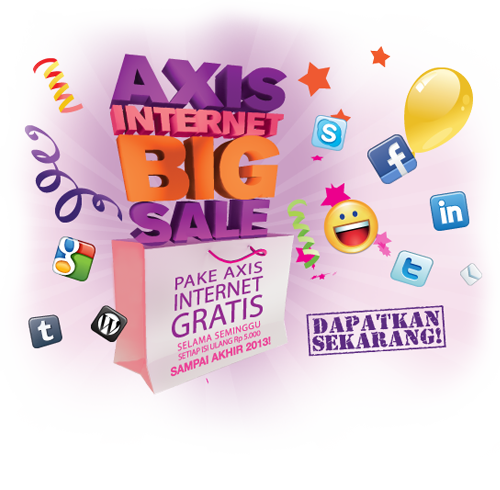 AXIS
INTERNET
BIG
SALE
PAKE AXIS
INTERNET
GRATIS
SELAMA SEMINGGU
SETIAP ISI ULANG Rp 5.000
SAMPAI AKHIR 2013!
DAPATKAN
SEKARANG!
S
f
in
g
t
t
W